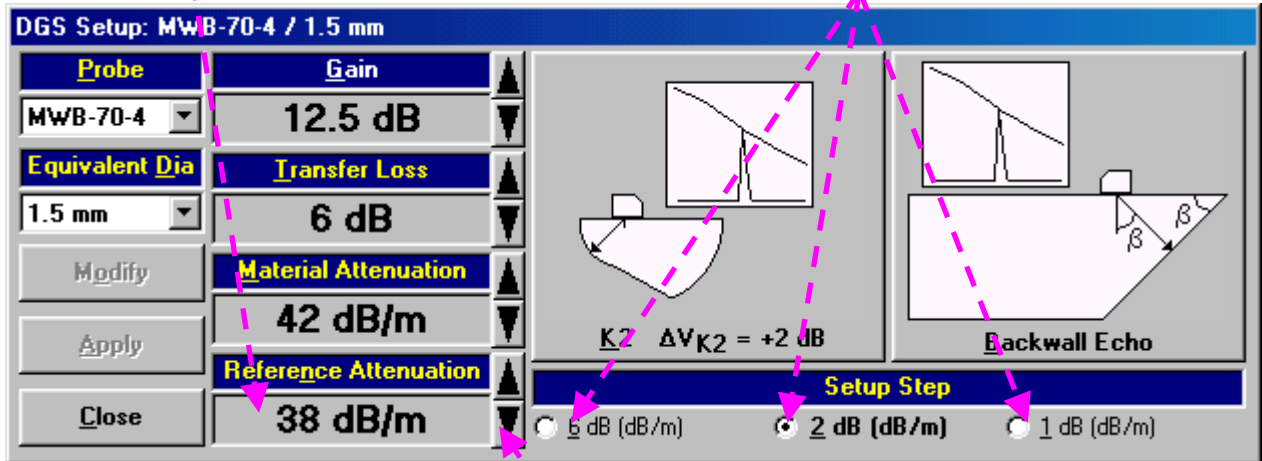 DGS Setup: MWB-70-4 / 1.5 mm
Probe
MWB-70-4
Equivalent Dia
1.5 mm
Modify
Apply
Close
Gain
12.5 dB
Transfer Loss
6 dB
Material Attenuation
42 dB/m
Reference Attenuation
38 dB/m
K2 ΔVK2 = +2 dB
β
β
Backwall Echo
Setup Step
6 dB (dB/m)
2 dB (dB/m)
1 dB (dB/m)